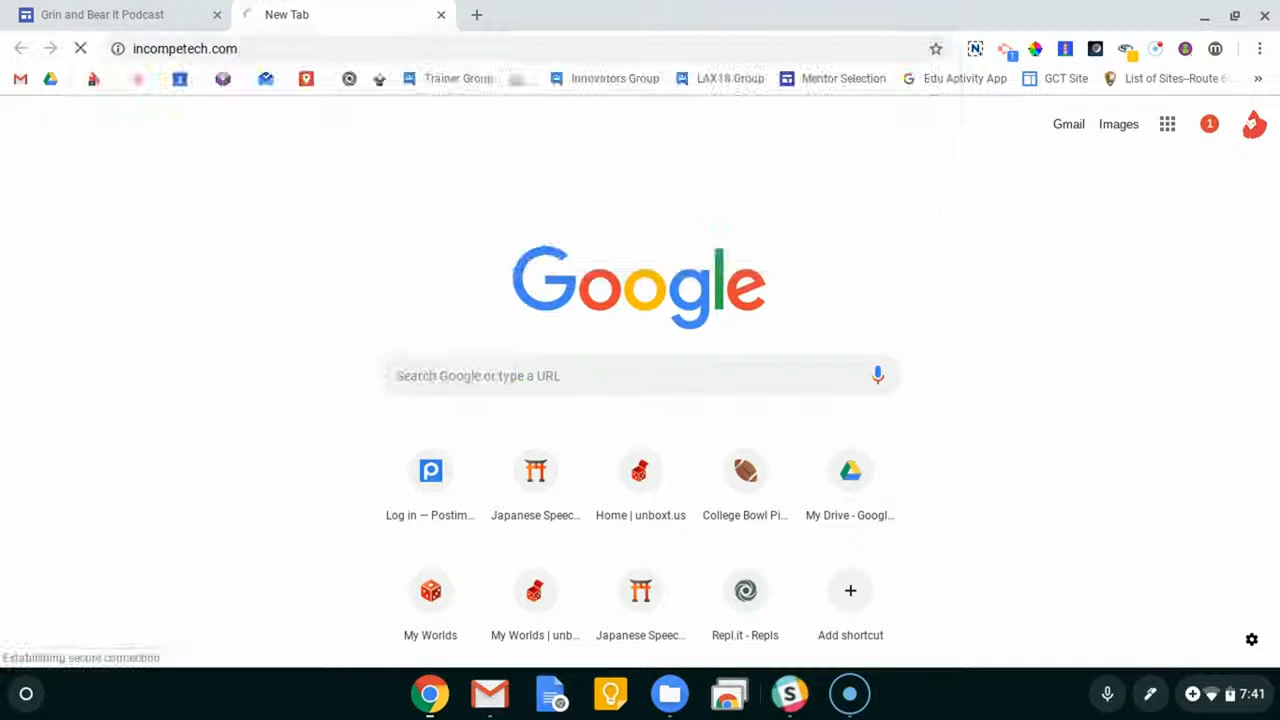 Grin and Bear It Podcast
New Tab
incompetech.com
1
Trainer Group
Innovators Group
LAX18 Group
Mentor Selection
Edu Aptivity App
GCT Site
List of Sites–Route 6
»
Gmail
Images
1
Google
Search Google or type a URL
Log in — Postim...
Japanese Speec...
Home | unboxt.us
College Bowl Pi...
My Drive - Googl...
My Worlds
My Worlds | unb...
Japanese Speec...
Repl.it - Repls
Add shortcut
Establishing secure connection
7:41